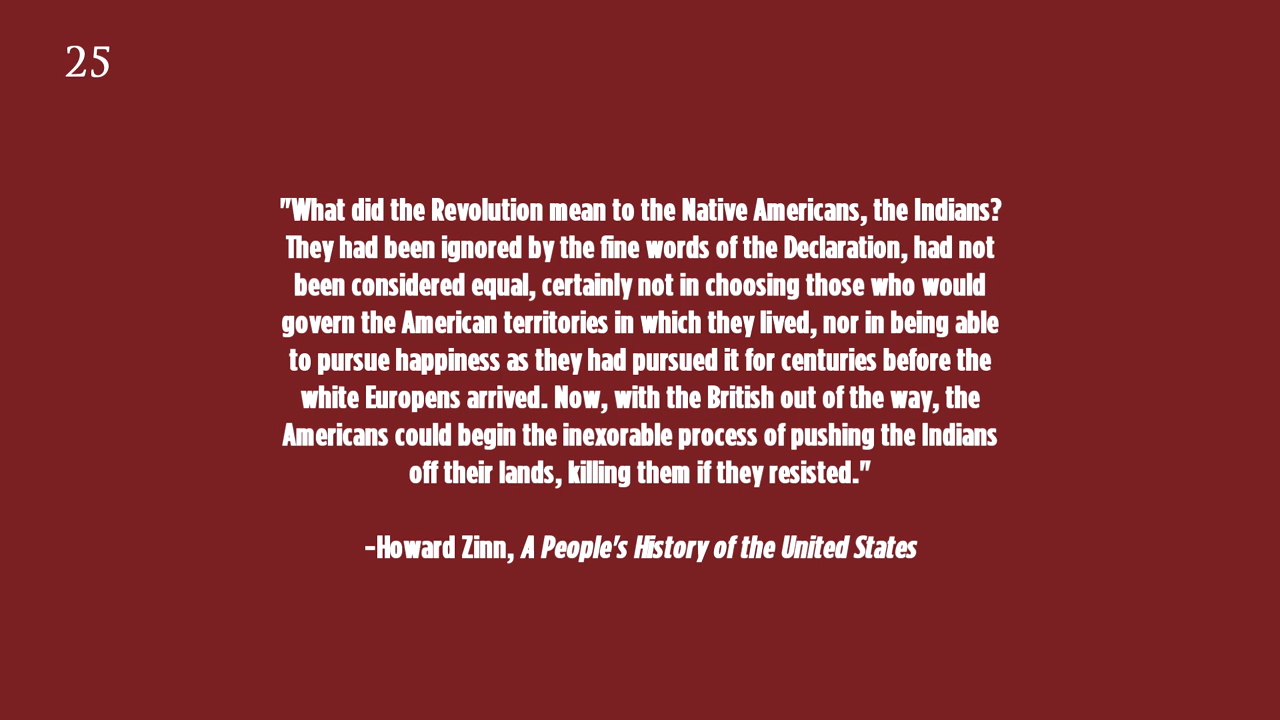 25
"What did the Revolution mean to the Native Americans, the Indians?
They had been ignored by the fine words of the Declaration, had not
been considered equal, certainly not in choosing those who would
govern the American territories in which they lived, nor in being able
to pursue happiness as they had pursued it for centuries before the
white Europens arrived. Now, with the British out of the way, the
Americans could begin the inexorable process of pushing the Indians
off their lands, killing them if they resisted."
-Howard Zinn, A People's History of the United States